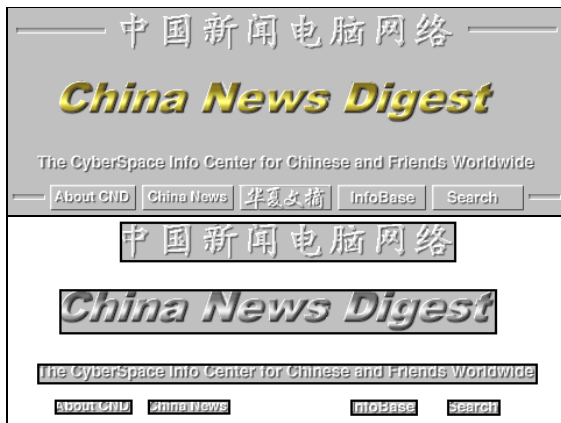 中国新闻电脑网络
China News Digest
The CyberSpace Info Center for Chinese and Friends Worldwide
About CND China News 华夏文摘 InfoBase Search
中国新闻电脑网络
China News Digest
The CyberSpace Info Center for Chinese and Friends Worldwide
About CND China News InfoBase Search